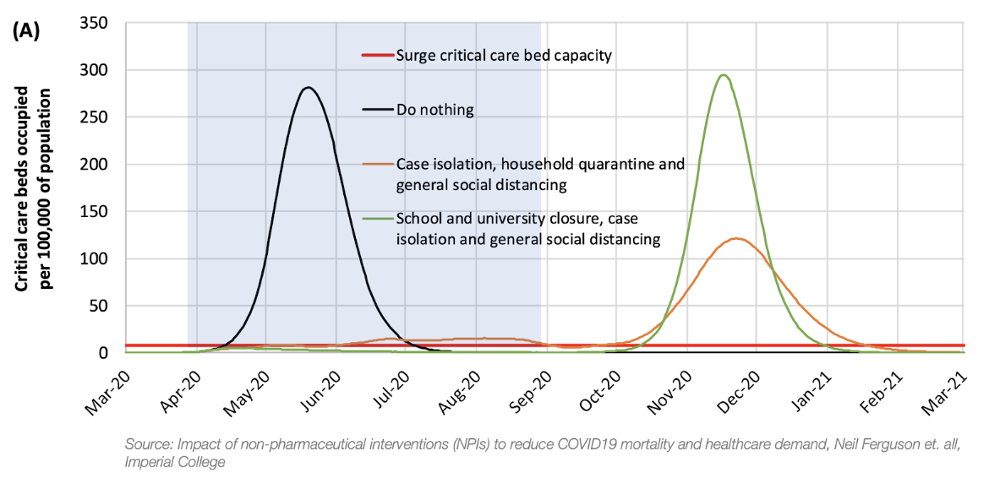 (A)
Critical care beds occupied
per 100,000 of population
350
300
250
200
150
100
50
0
Surge critical care bed capacity
Do nothing
Case isolation, household quarantine and
general social distancing
School and university closure, case
isolation and general social distancing
Mar-20
Apr-20
May-20
Jun-20
Jul-20
Aug-20
Sep-20
Oct-20
Nov-20
Dec-20
Jan-21
Feb-21
Mar-21
Source: Impact of non-pharmaceutical interventions (NPIs) to reduce COVID19 mortality and healthcare demand, Neil Ferguson et. all,
Imperial College